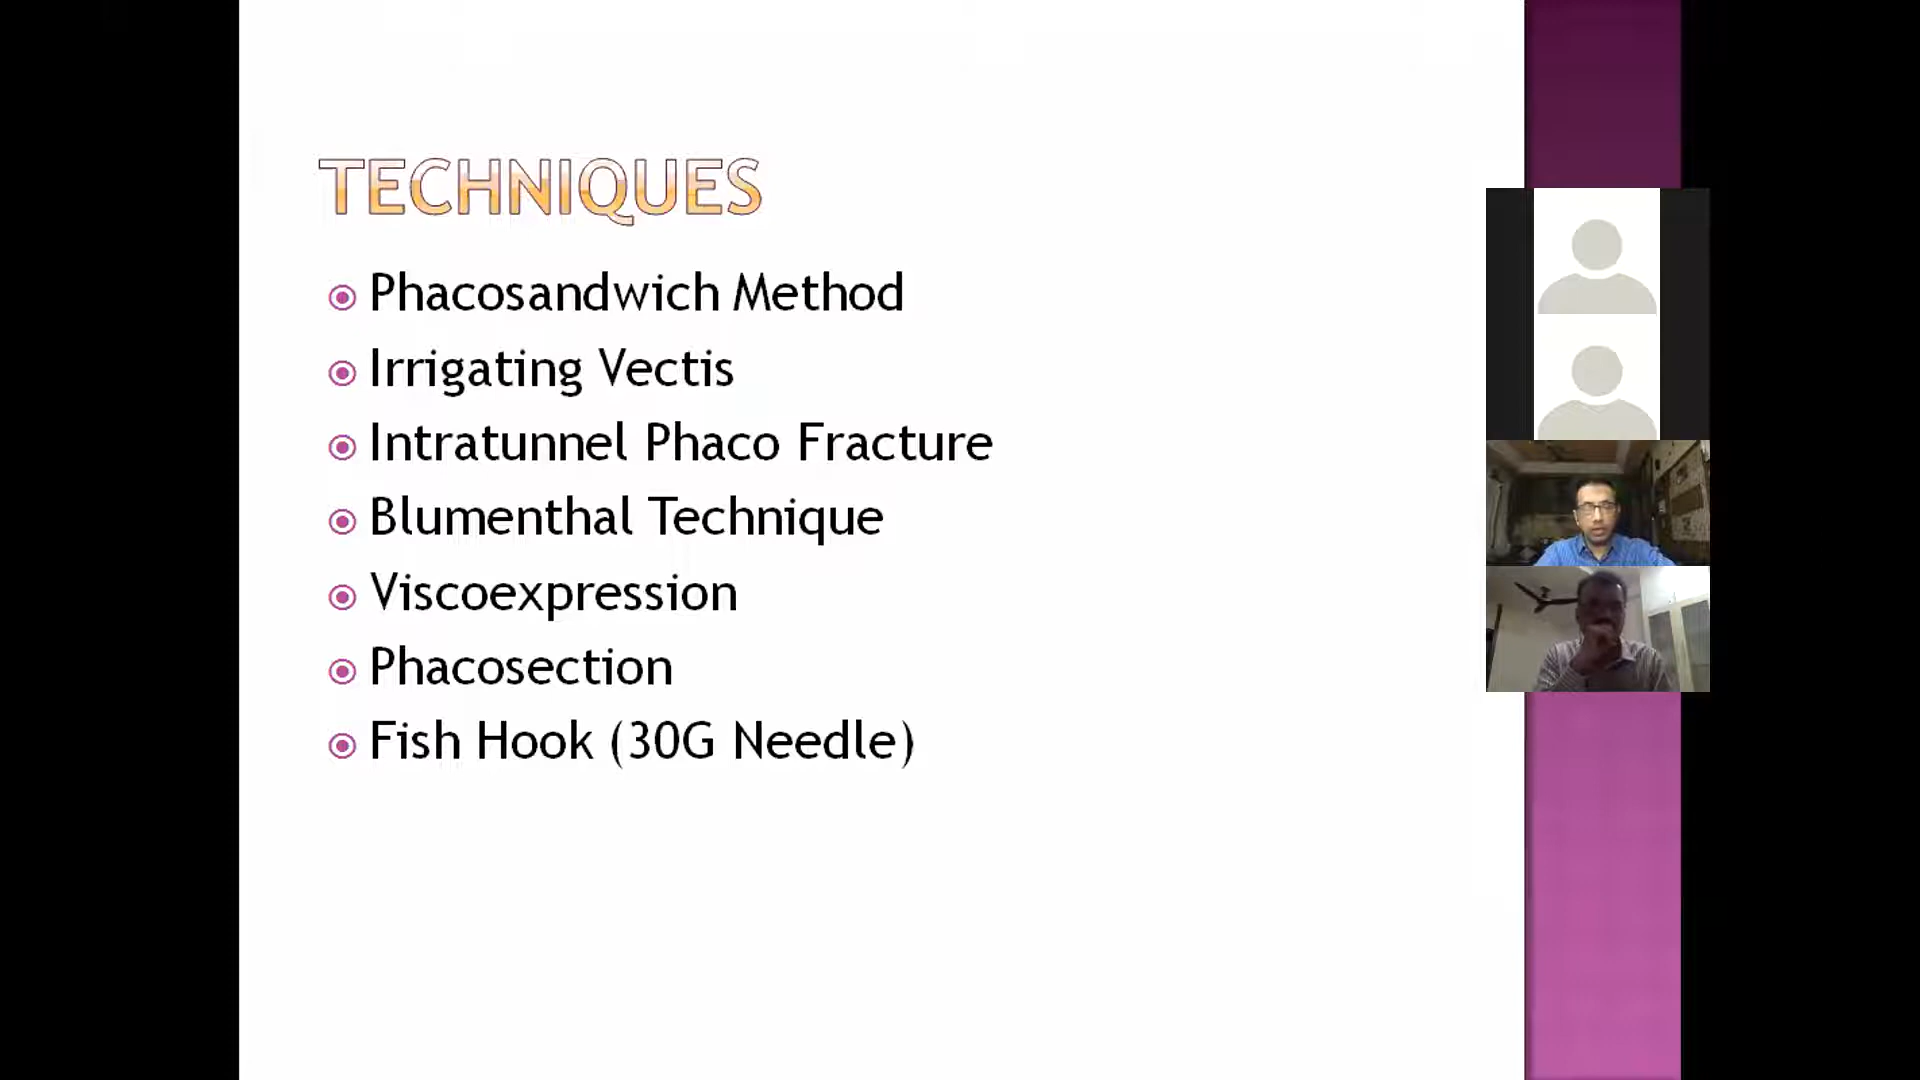 TECHNIQUES
Phacosandwich Method
Irrigating Vectis
Intratunnel Phaco Fracture
Blumenthal Technique
Viscoexpression
Phacosection
Fish Hook (30G Needle)